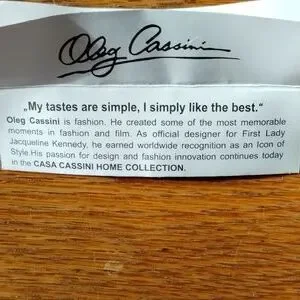 Oleg Cassini
„My tastes are simple, I simply like the best.“
Oleg Cassini is fashion. He created some of the most memorable
moments in fashion and film. As official designer for First Lady
Jacqueline Kennedy, he earned worldwide recognition as an Icon of
Style.His passion for design and fashion innovation continues today
in the CASA CASSINI HOME COLLECTION.